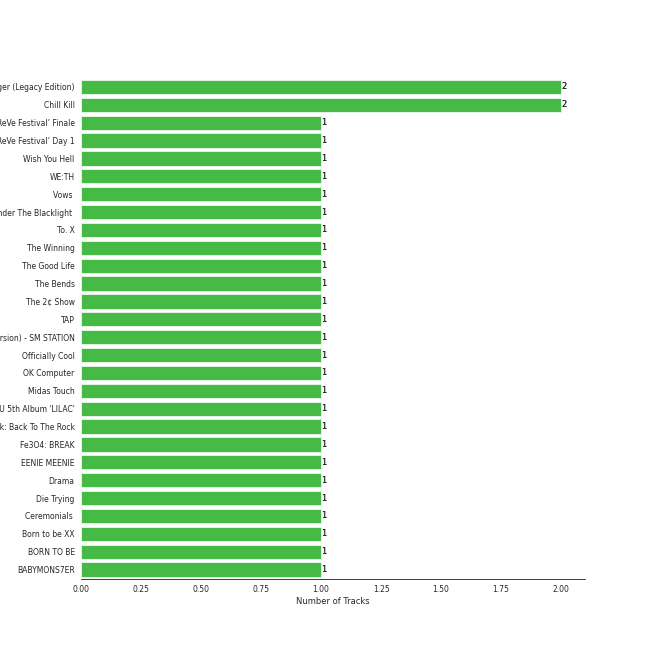 (Legacy Edition) 2
Chill Kill 2
Festival’ Finale 1
Festival’ Day 1 1
Wish You Hell 1
WE:TH 1
Vows 1
The Blacklight 1
To. X 1
The Winning 1
The Good Life 1
The Bends 1
The 2¢ Show 1
TAP 1
- SM STATION 1
Officially Cool 1
OK Computer 1
Midas Touch 1
5th Album 'LILAC' 1
Back To The Rock 1
Fe3O4: BREAK 1
EENIE MEENIE 1
Drama 1
Die Trying 1
Ceremonials 1
Born to be XX 1
BORN TO BE 1
BABYMONS7ER 1
0.00 0.25 0.50 0.75 1.00 1.25 1.50 1.75 2.00
Number of Tracks